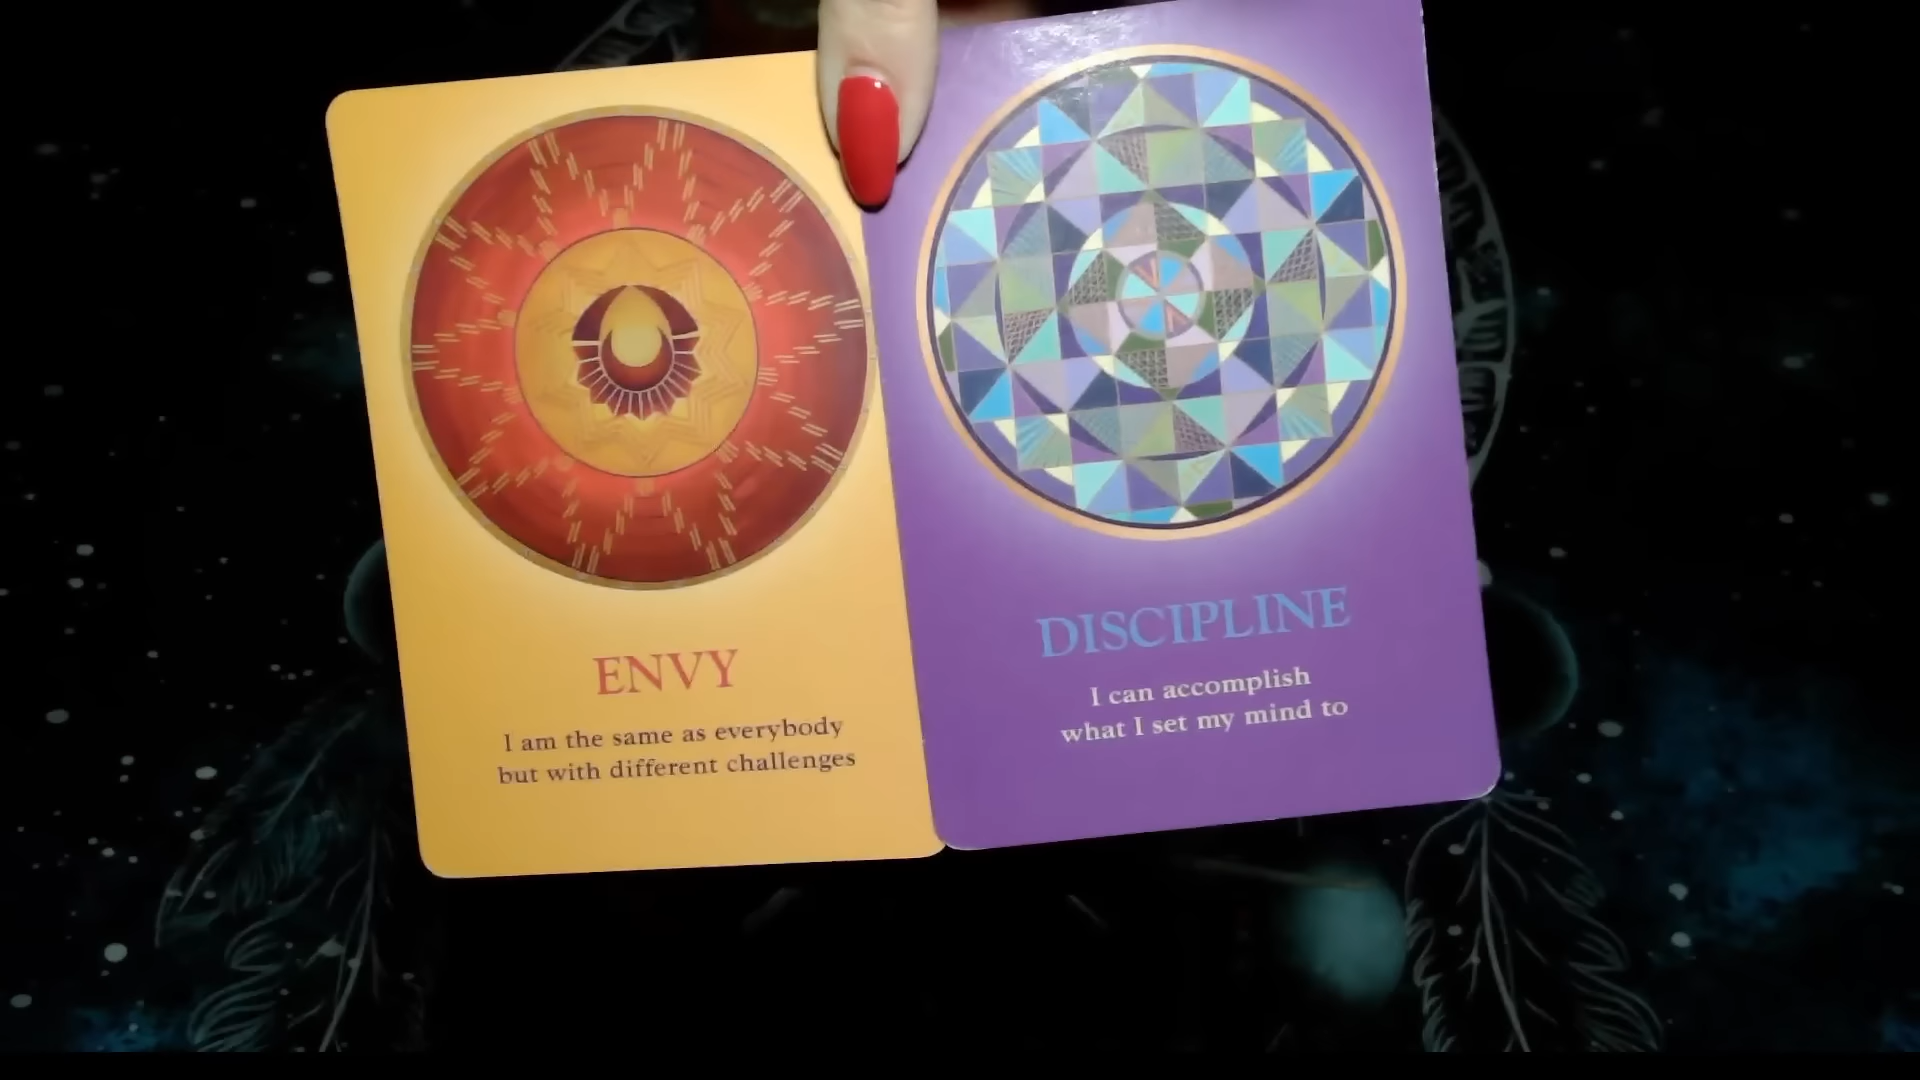 ENVY
I am the same as everybody
but with different challenges
DISCIPLINE
I can accomplish
what I set my mind to